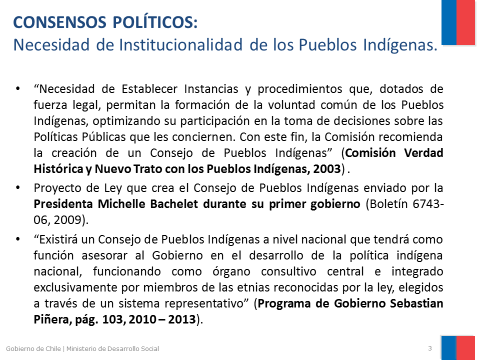 CONSENSOS POLÍTICOS:
Necesidad de Institucionalidad de los Pueblos Indígenas.
• “Necesidad de Establecer Instancias y procedimientos que, dotados de
fuerza legal, permitan la formación de la voluntad común de los Pueblos
Indígenas, optimizando su participación en la toma de decisiones sobre las
Políticas Públicas que les conciernen. Con este fin, la Comisión recomienda
la creación de un Consejo de Pueblos Indígenas” (Comisión Verdad
Histórica y Nuevo Trato con los Pueblos Indígenas, 2003) .
• Proyecto de Ley que crea el Consejo de Pueblos Indígenas enviado por la
Presidenta Michelle Bachelet durante su primer gobierno (Boletín 6743-
06, 2009).
• “Existirá un Consejo de Pueblos Indígenas a nivel nacional que tendrá como
función asesorar al Gobierno en el desarrollo de la política indígena
nacional, funcionando como órgano consultivo central e integrado
exclusivamente por miembros de las etnias reconocidas por la ley, elegidos
a través de un sistema representativo” (Programa de Gobierno Sebastian
Piñera, pág. 103, 2010 – 2013).
Gobierno de Chile | Ministerio de Desarrollo Social
3